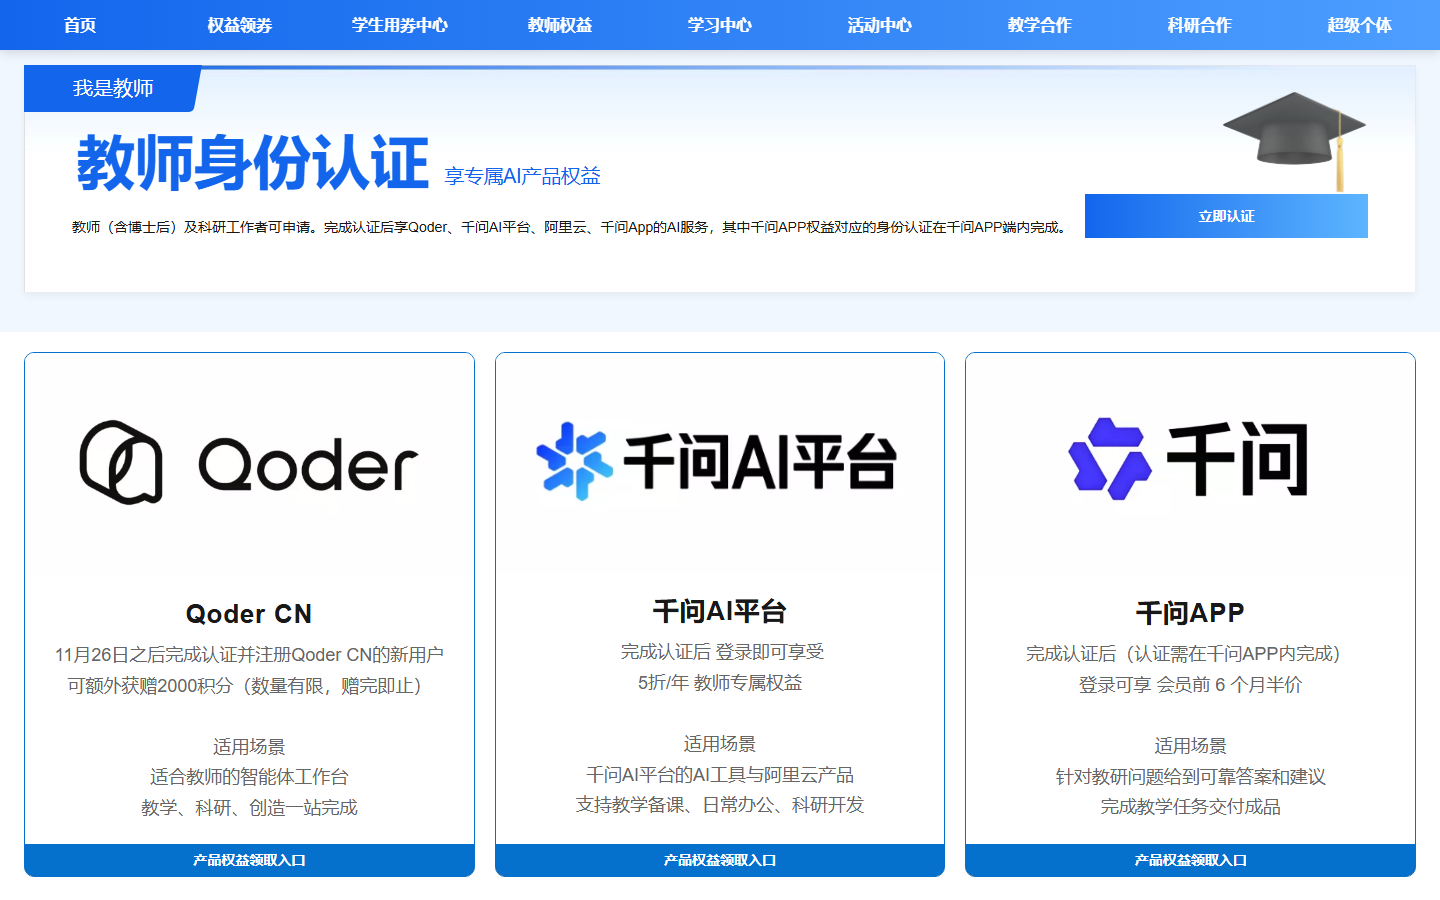 首页 权益领券 学生用券中心 教师权益 学习中心 活动中心 教学合作 科研合作 超级个体
我是教师
教师身份认证 享专属AI产品权益
教师（含博士后）及科研工作者可申请。完成认证后享Qoder、千问AI平台、阿里云、千问App的AI服务，其中千问APP权益对应的身份认证在千问APP端内完成。
立即认证
Qoder
Qoder CN
11月26日之后完成认证并注册Qoder CN的新用户
可额外获赠2000积分（数量有限，赠完即止）
适用场景
适合教师的智能体工作台
教学、科研、创造一站完成
产品权益领取入口
千问AI平台
千问AI平台
完成认证后 登录即可享受
5折/年 教师专属权益
适用场景
千问AI平台的AI工具与阿里云产品
支持教学备课、日常办公、科研开发
产品权益领取入口
千问
千问APP
完成认证后（认证需在千问APP内完成）
登录可享 会员前 6 个月半价
适用场景
针对教研问题给到可靠答案和建议
完成教学任务交付成品
产品权益领取入口